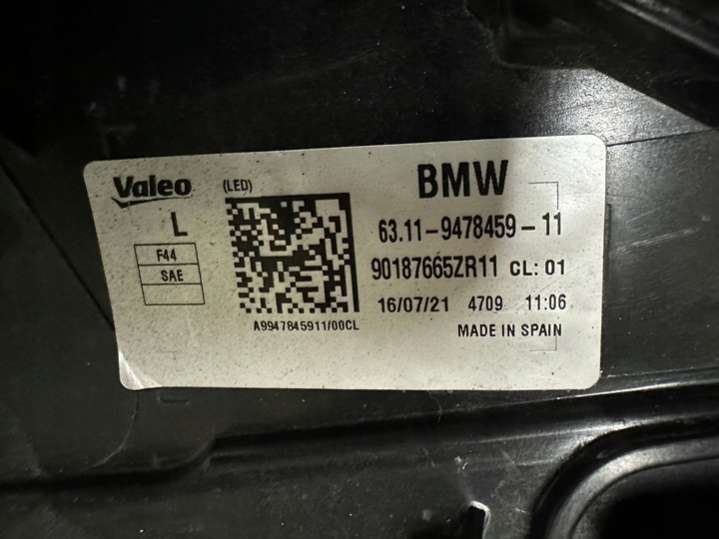 Valeo (LED) BMW
L 63.11-9478459-11
F44 90187665ZR11 CL: 01
SAE
16/07/21 4709 11:06
A9947845911/00CL MADE IN SPAIN